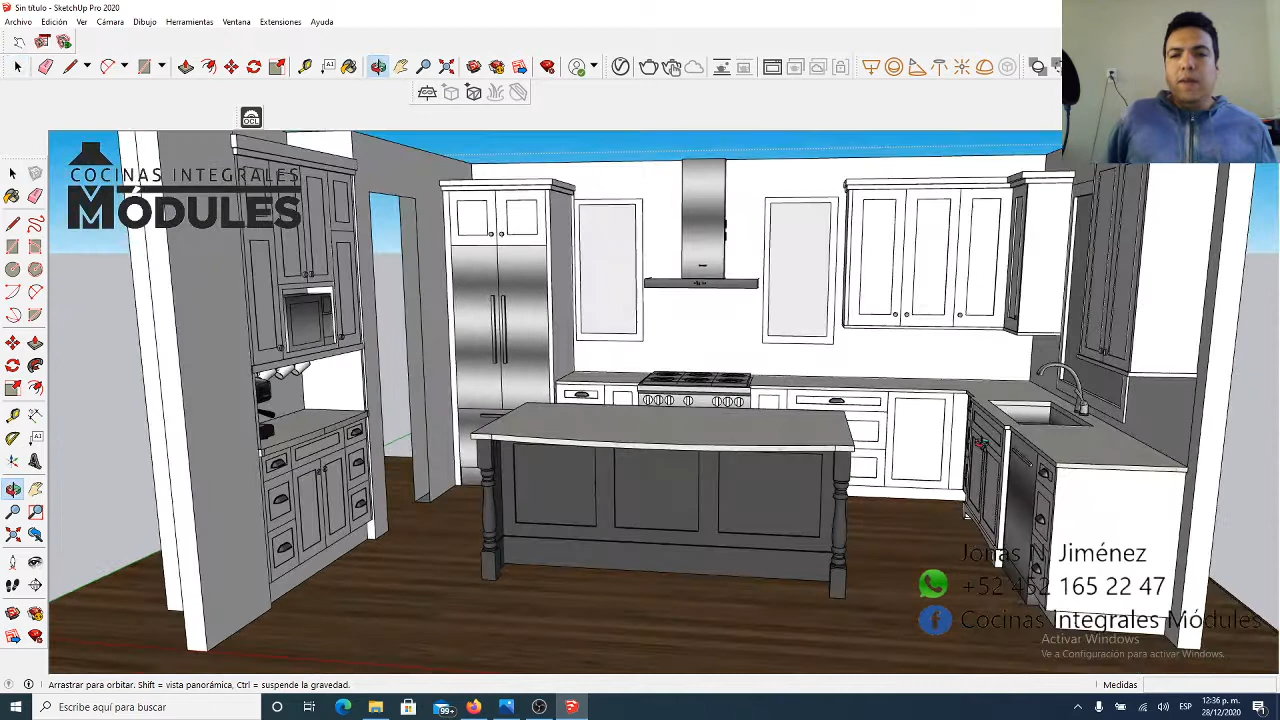 Sin título - SketchUp Pro 2020
Archivo Edición Ver Cámara Herramientas Ventana Extensiones Ayuda
OCL
COCINAS INTEGRALES
MÓDULES
Jonas N. Jiménez
+52 452 165 22 47
Cocinas Integrales Módules
Activar Windows
Ve a Configuración para activar Windows.
Arrastrar para orbitar. Shift = vista panorámica, Ctrl = suspende la gravedad.
Medidas
Escribe aquí para buscar
99+
ESP
12:36 p. m.
28/12/2020